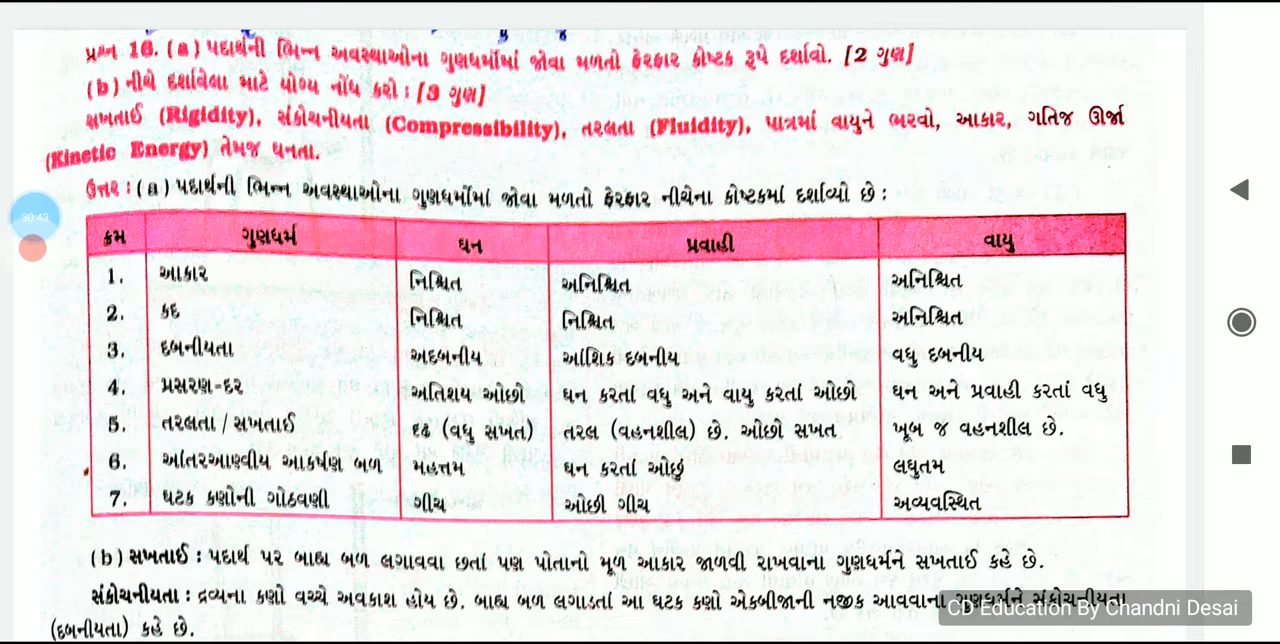 પ્રશ્ન 16. (a) પદાર્થની ભિન્ન અવસ્થાઓના ગુણધર્મોમાં જોવા મળતો ફેરફાર કોષ્ટક રૂપે દર્શાવો. [2 ગુણ]
(b) નીચે દર્શાવેલા માટે યોગ્ય નોંધ કરો : [3 ગુણ]
સખતાઈ (Rigidity), સંકોચનીયતા (Compressibility), તરલતા (Fluidity), પાત્રમાં વાયુને ભરવો, આકાર, ગતિજ ઊર્જા
(Kinetic Energy) તેમજ ઘનતા.
ઉત્તર : (a) પદાર્થની ભિન્ન અવસ્થાઓના ગુણધર્મોમાં જોવા મળતો ફેરફાર નીચેના કોષ્ટકમાં દર્શાવ્યો છે :
30:43
ક્રમ ગુણધર્મ ઘન પ્રવાહી વાયુ
1. આકાર નિશ્ચિત અનિશ્ચિત અનિશ્ચિત
2. કદ નિશ્ચિત નિશ્ચિત અનિશ્ચિત
3. દબનીયતા અદબનીય આંશિક દબનીય વધુ દબનીય
4. પ્રસરણ-દર અતિશય ઓછો ઘન કરતાં વધુ અને વાયુ કરતાં ઓછો ઘન અને પ્રવાહી કરતાં વધુ
5. તરલતા / સખતાઈ દૃઢ (વધુ સખત) તરલ (વહનશીલ) છે. ઓછો સખત ખૂબ જ વહનશીલ છે.
6. આંતરઆણ્વીય આકર્ષણ બળ મહત્તમ ઘન કરતાં ઓછું લઘુતમ
7. ઘટક કણોની ગોઠવણી ગીચ ઓછી ગીચ અવ્યવસ્થિત
(b) સખતાઈ : પદાર્થ પર બાહ્ય બળ લગાવવા છતાં પણ પોતાનો મૂળ આકાર જાળવી રાખવાના ગુણધર્મને સખતાઈ કહે છે.
સંકોચનીયતા : દ્રવ્યના કણો વચ્ચે અવકાશ હોય છે. બાહ્ય બળ લગાડતાં આ ઘટક કણો એકબીજાની નજીક આવવાના ગુણધર્મને સંકોચનીયતા
CD Education By Chandni Desai
(દબનીયતા) કહે છે.